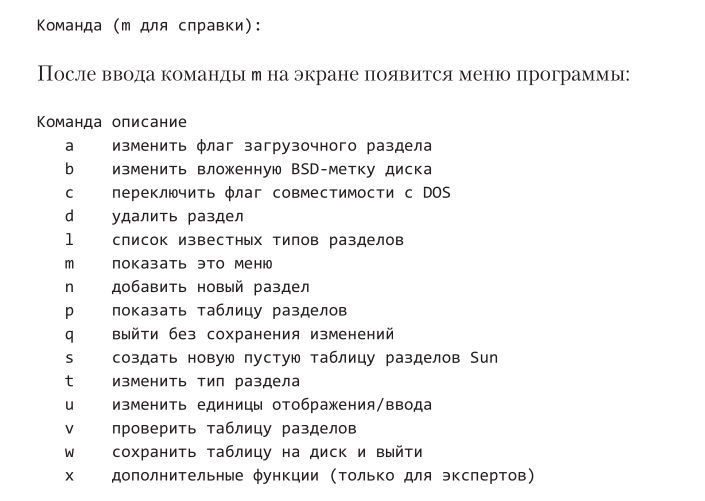 Команда (m для справки):
После ввода команды m на экране появится меню программы:
Команда описание
a изменить флаг загрузочного раздела
b изменить вложенную BSD-метку диска
c переключить флаг совместимости с DOS
d удалить раздел
l список известных типов разделов
m показать это меню
n добавить новый раздел
p показать таблицу разделов
q выйти без сохранения изменений
s создать новую пустую таблицу разделов Sun
t изменить тип раздела
u изменить единицы отображения/ввода
v проверить таблицу разделов
w сохранить таблицу на диск и выйти
x дополнительные функции (только для экспертов)